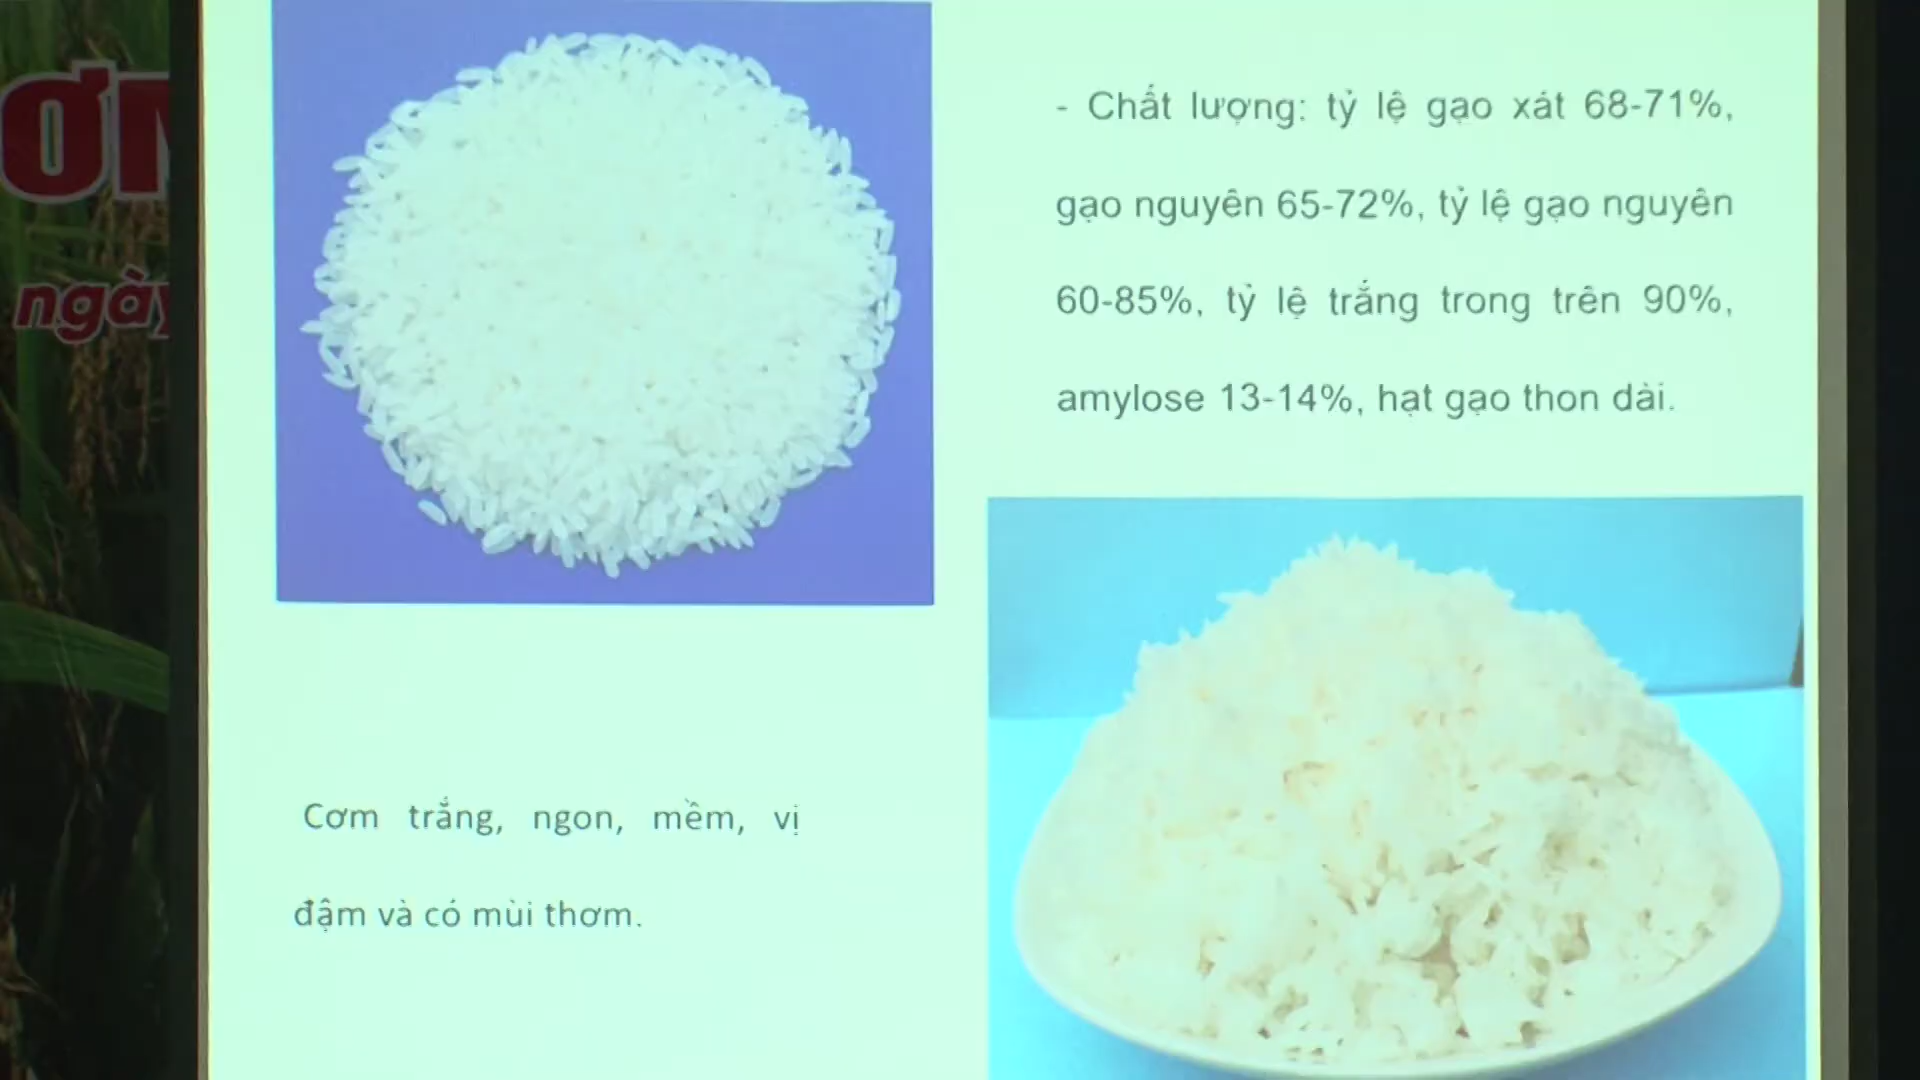 ƠN
ngày
- Chất lượng: tỷ lệ gạo xát 68-71%,
gạo nguyên 65-72%, tỷ lệ gạo nguyên
60-85%, tỷ lệ trắng trong trên 90%,
amylose 13-14%, hạt gạo thon dài.
Cơm trắng, ngon, mềm, vị
đậm và có mùi thơm.